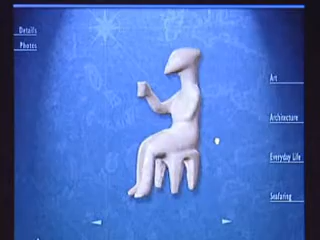 Details
Photos
Art
Architecture
Everyday Life
Seafaring